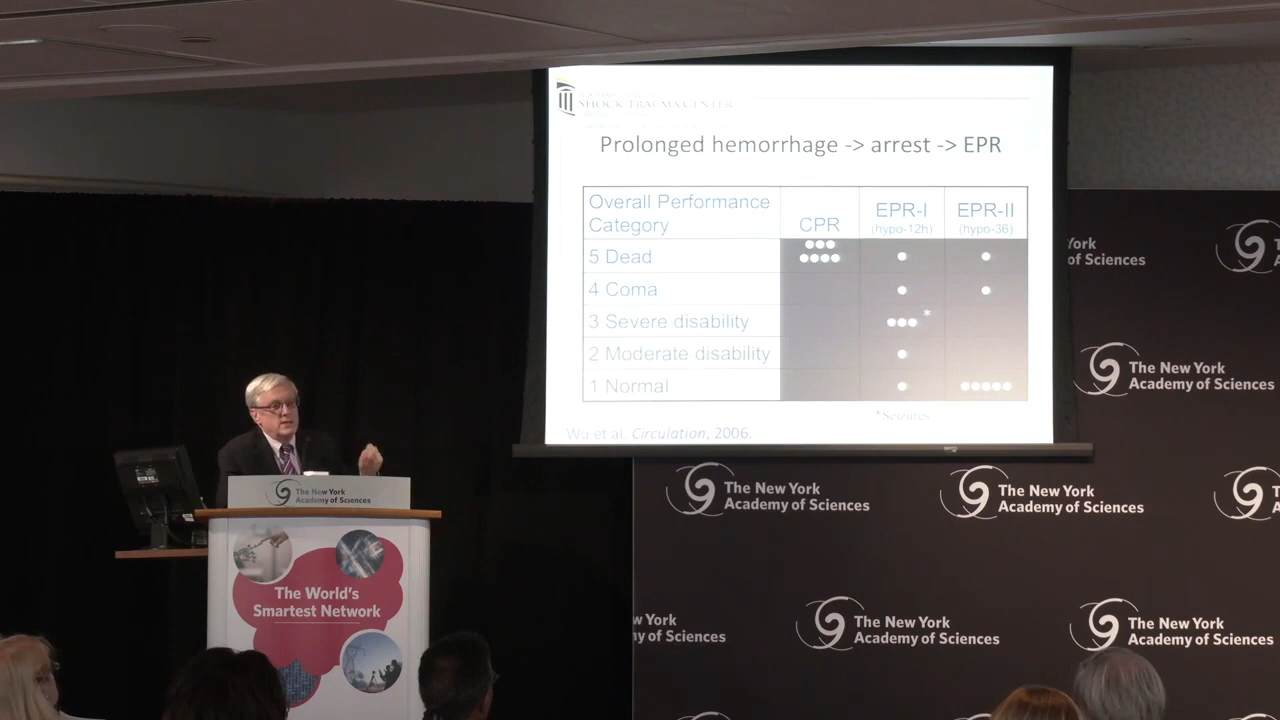 SHOCK TRAUMA CENTER
Prolonged hemorrhage -> arrest -> EPR
Overall Performance
Category
CPR
EPR-I
(hypo-12h)
EPR-II
(hypo-36)
5 Dead
4 Coma
3 Severe disability
*
2 Moderate disability
1 Normal
*Seizures
Wu et al. Circulation, 2006.
York
of Sciences
The New York
Academy of Sciences
The New York
Academy of Sciences
The New York
Academy of Sciences
The New York
Academy of Sciences
The World's
Smartest Network
w York
y of Sciences
The New York
Academy of Sciences
The New York
Academy of Sciences